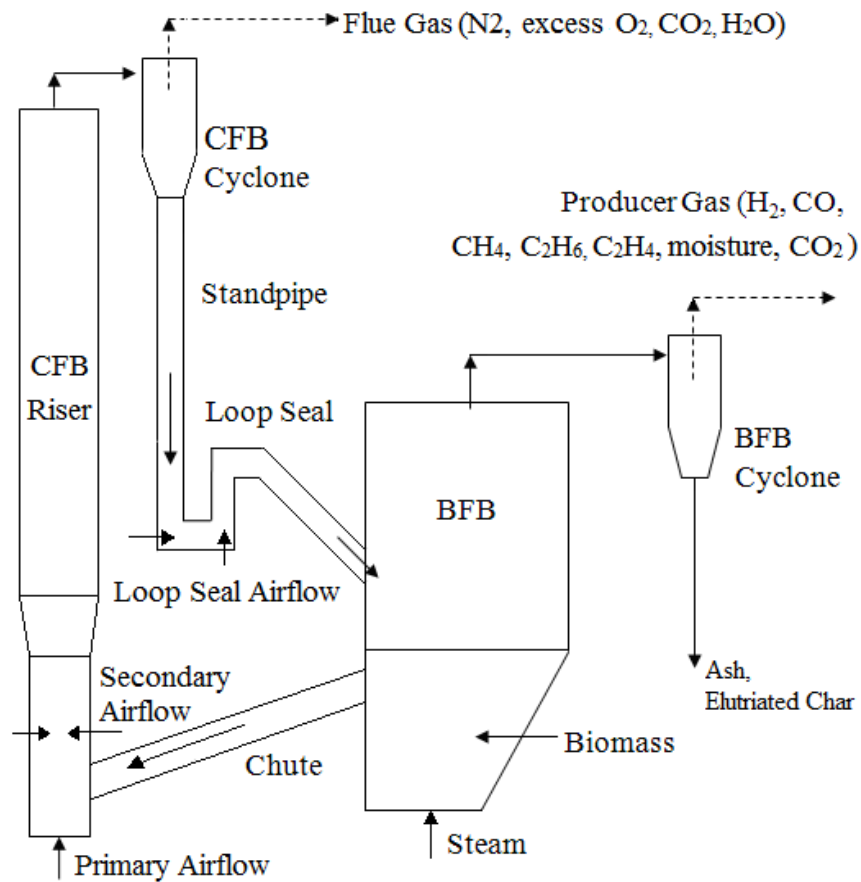 Flue Gas (N2, excess O₂, CO₂, H₂O)
CFB
Cyclone
Producer Gas (H₂, CO,
CH₄, C₂H₆, C₂H₄, moisture, CO₂ )
Standpipe
CFB
Riser
Loop Seal
BFB
BFB
Cyclone
Loop Seal Airflow
Secondary
Airflow
Ash,
Elutriated Char
Chute
Biomass
Steam
Primary Airflow